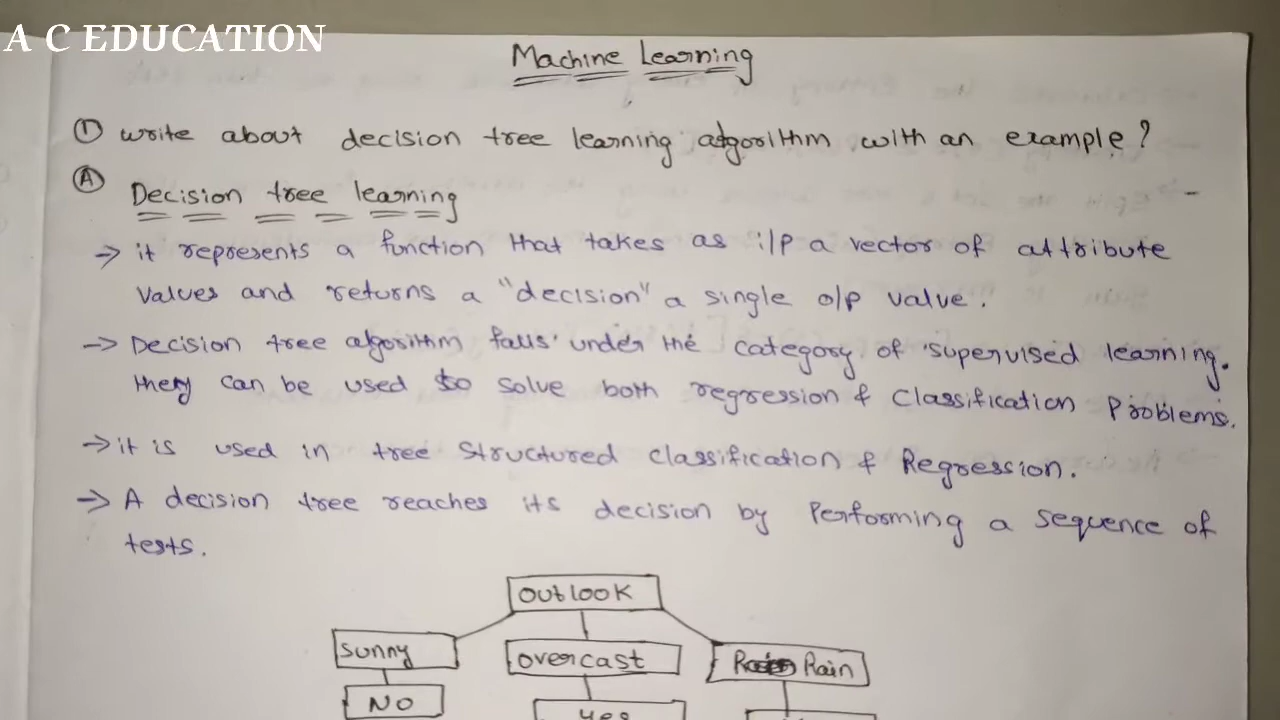 A C EDUCATION
Machine Learning
① write about decision tree learning algorithm with an example?
Ⓐ Decision tree learning
→ it represents a function that takes as i/p a vector of attribute
values and returns a "decision" a single o/p value.
→ Decision tree algorithm falls under the category of supervised learning.
they can be used to solve both regression & classification problems.
→ it is used in tree structured classification & Regression.
→ A decision tree reaches its decision by performing a sequence of
tests.
outlook
sunny overcast Rain
NO yes